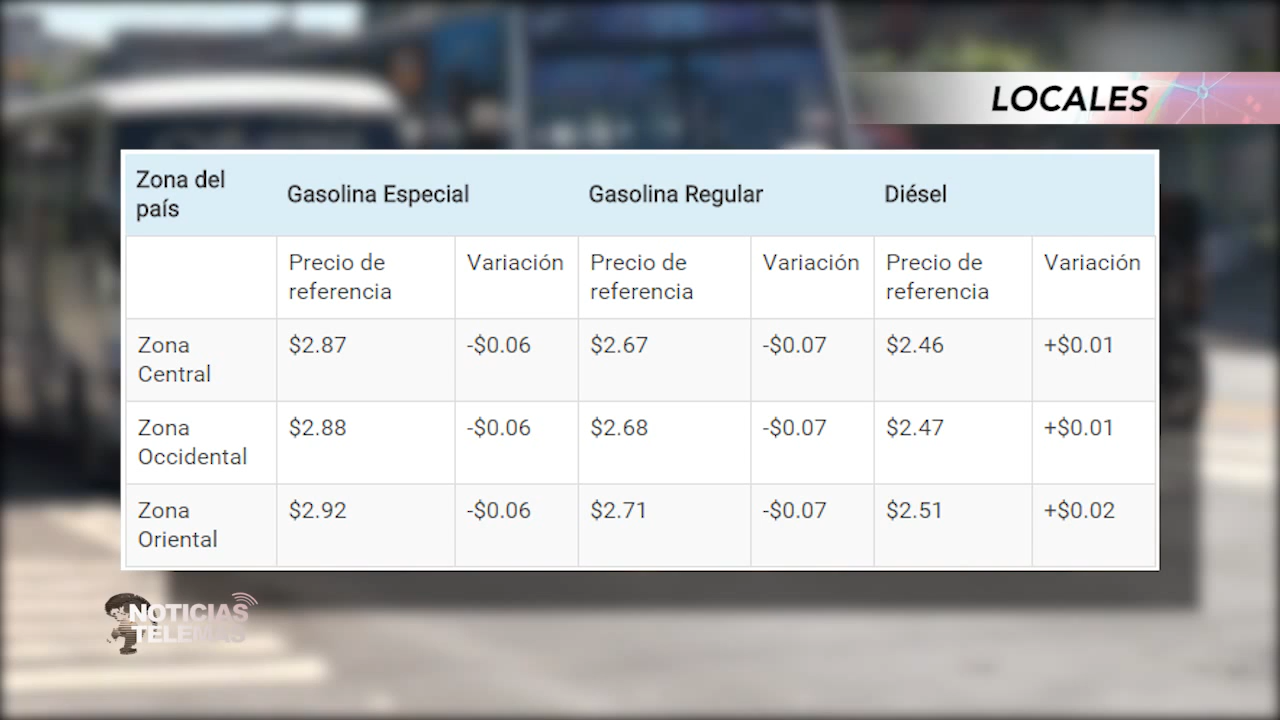 LOCALES
Zona del
país
Gasolina Especial
Gasolina Regular
Diésel
Precio de
referencia
Variación
Precio de
referencia
Variación
Precio de
referencia
Variación
Zona
Central
$2.87
-$0.06
$2.67
-$0.07
$2.46
+$0.01
Zona
Occidental
$2.88
-$0.06
$2.68
-$0.07
$2.47
+$0.01
Zona
Oriental
$2.92
-$0.06
$2.71
-$0.07
$2.51
+$0.02
NOTICIAS
TELEMAS